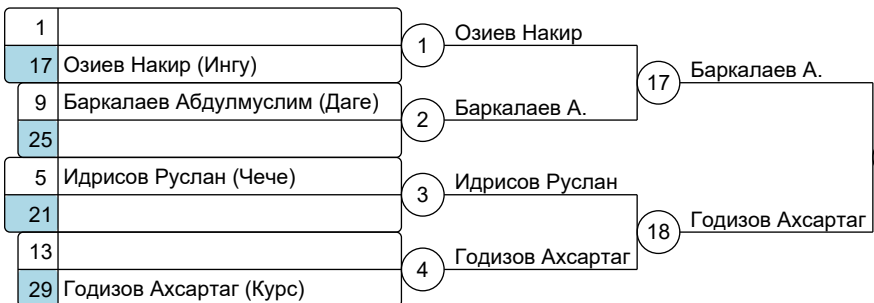 1
17 Озиев Накир (Ингу)
9 Баркалаев Абдулмуслим (Даге)
25
5 Идрисов Руслан (Чече)
21
13
29 Годизов Ахсартаг (Курс)
1 Озиев Накир
2 Баркалаев А.
3 Идрисов Руслан
4 Годизов Ахсартаг
17 Баркалаев А.
18 Годизов Ахсартаг